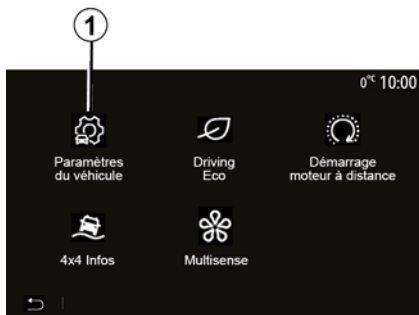 1
0°C 10:00
Paramètres
du véhicule
Driving
Eco
Démarrage
moteur à distance
4x4 Infos
Multisense